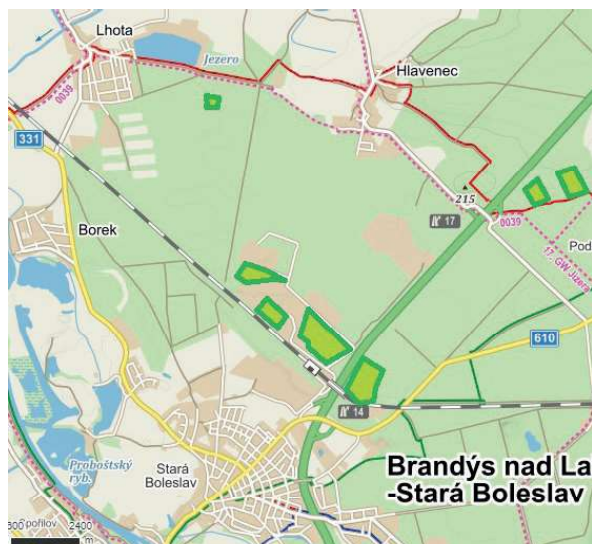 Lhota
Jezero
Hlavenec
0039
331
215
17
0039
Borek
Pod
17. GW Jizera
610
14
Proboštský
ryb.
Stará
Boleslav
Brandýs nad La
-Stará Boleslav
pořílov
2400
m